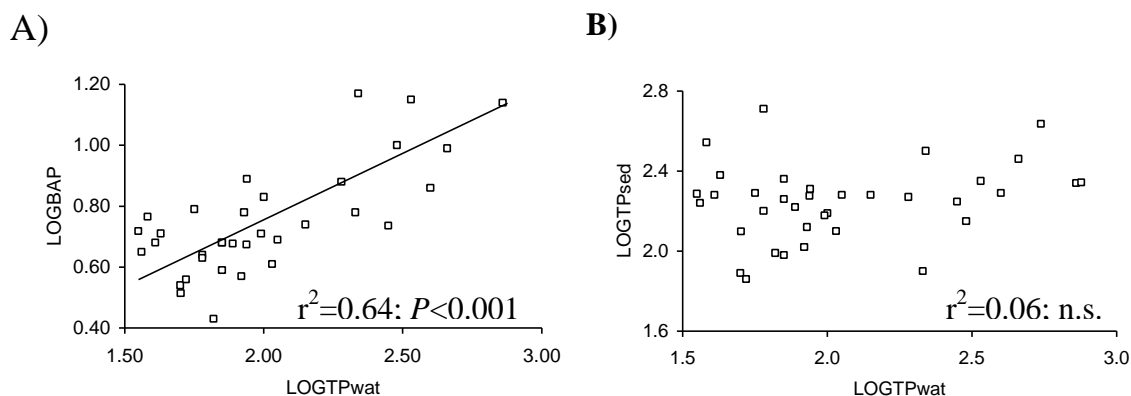 A)
LOGBAP
1.20
1.00
0.80
0.60
0.40
r²=0.64; P<0.001
1.50
2.00
2.50
3.00
LOGTPwat
B)
LOGTPsed
2.8
2.4
2.0
1.6
r²=0.06; n.s.
1.5
2.0
2.5
3.0
LOGTPwat